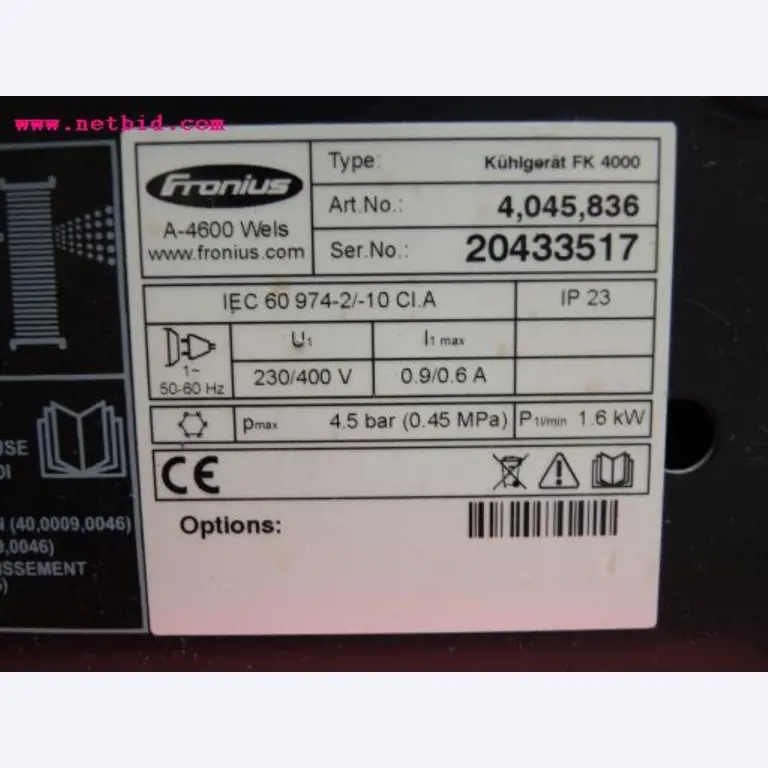 www.netbid.com
Fronius
A-4600 Wels
www.fronius.com
Type: Kühlgerät FK 4000
Art.No.: 4,045,836
Ser.No.: 20433517
IEC 60 974-2/-10 Cl.A IP 23
1~
50-60 Hz
U1 I1 max
230/400 V 0.9/0.6 A
pmax 4.5 bar (0.45 MPa) P1l/min 1.6 kW
CE
Options:
(40,0009,0046)
,0046)